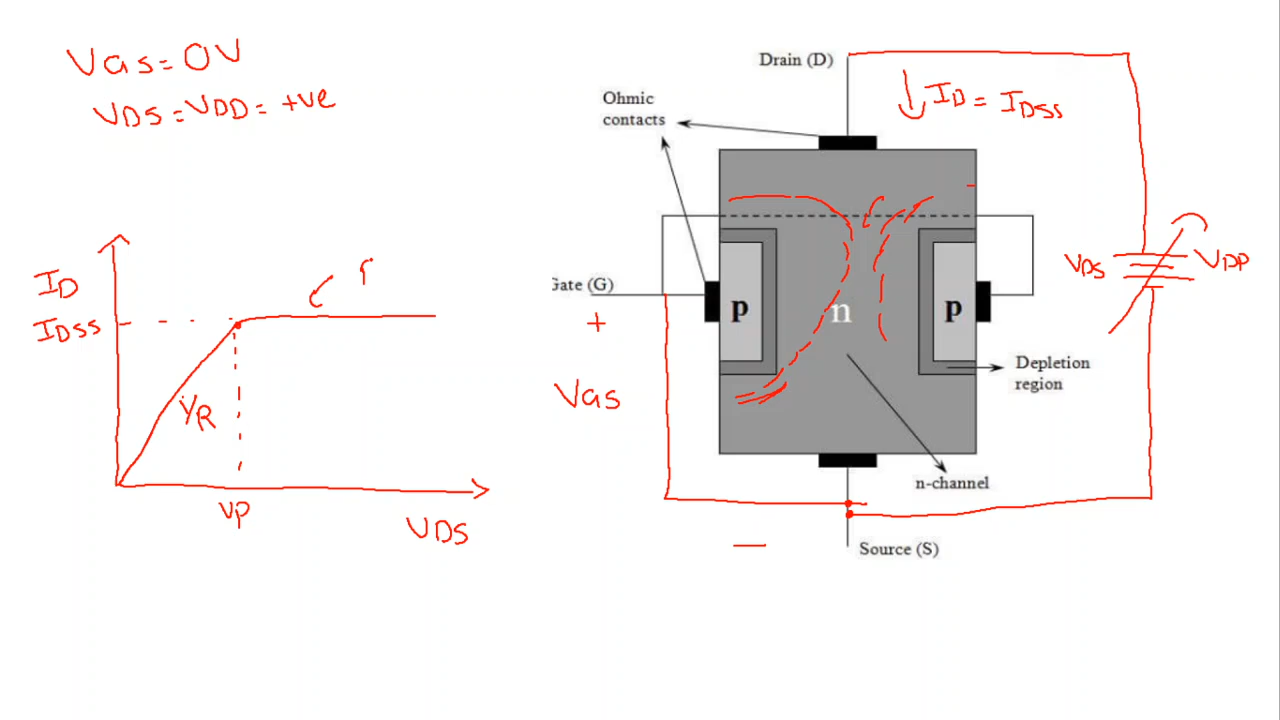 VGS = 0V
VDS = VDD = +ve
ID
IDSS
1/R
r
VP
VDS
Drain (D)
Ohmic
contacts
ID = IDSS
VDS
VDD
Gate (G)
+
VGS
p
n
p
Depletion
region
n-channel
–
Source (S)